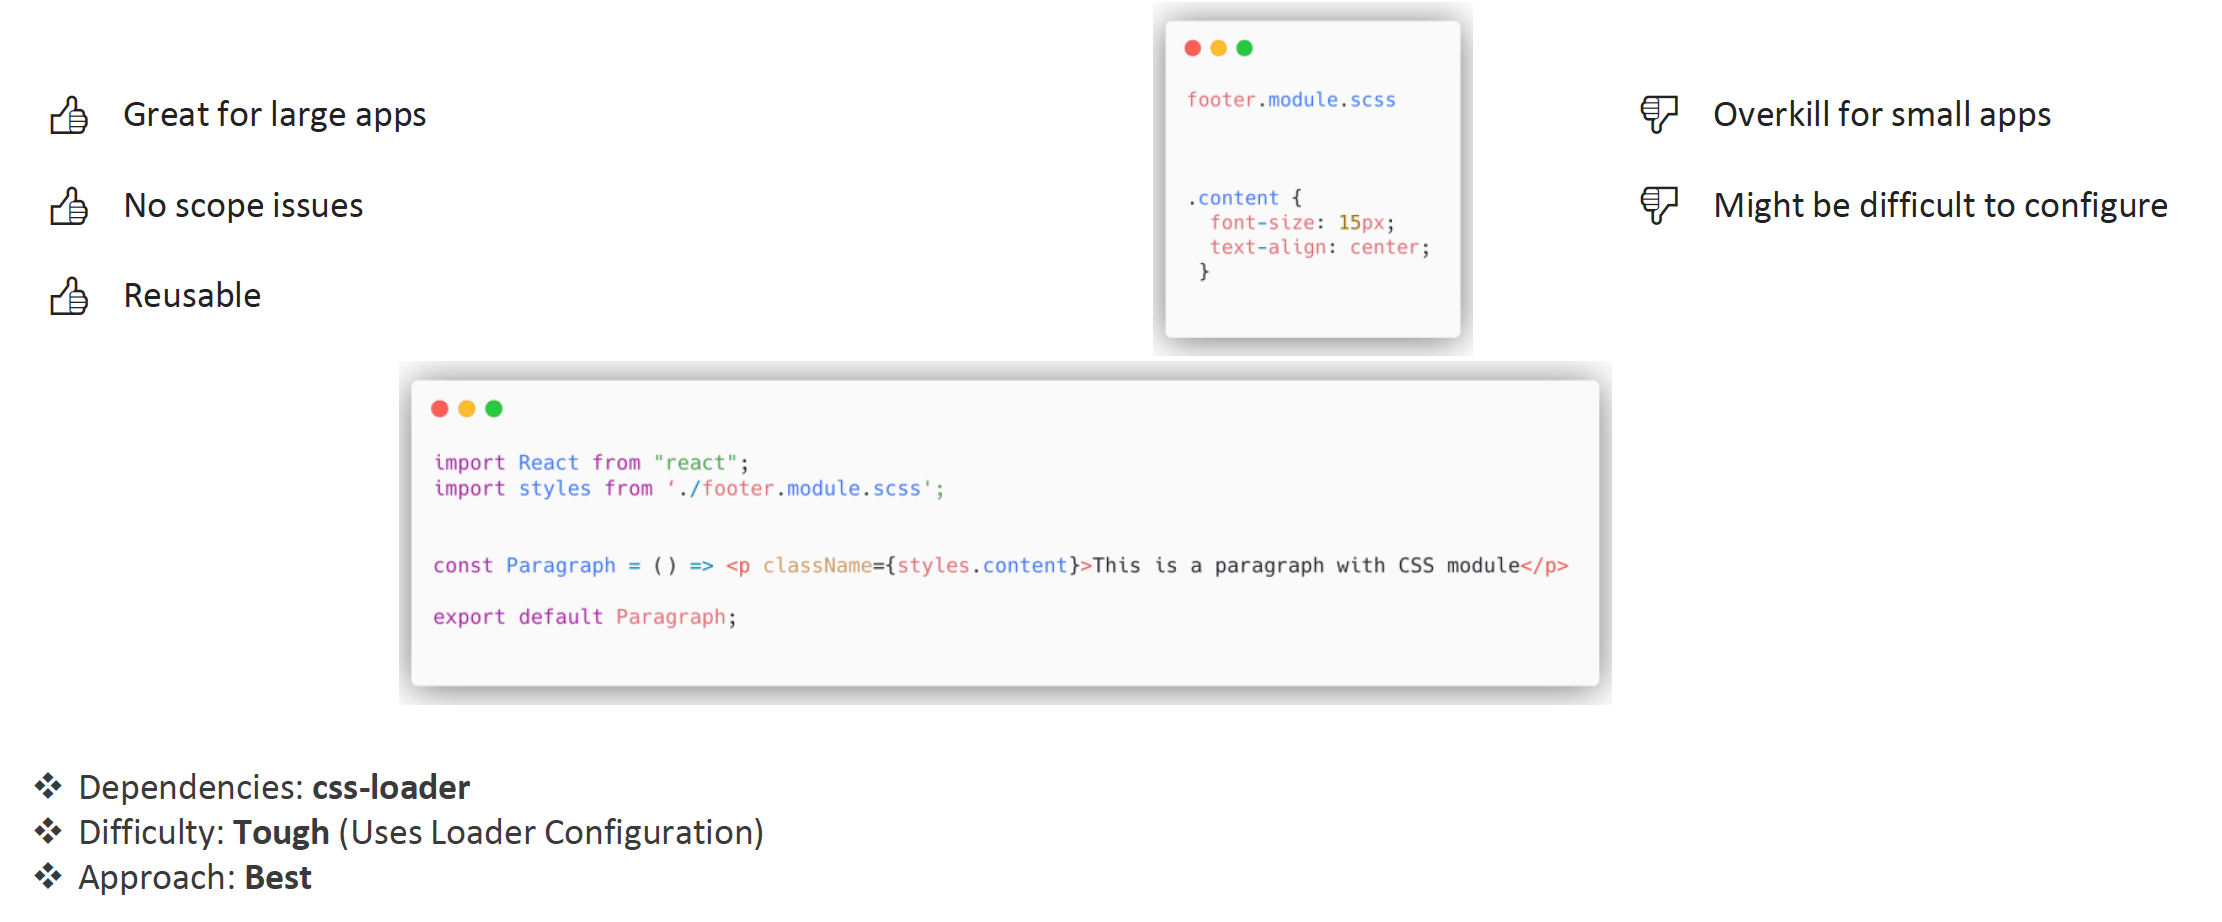 Great for large apps
No scope issues
Reusable
footer.module.scss
.content {
font-size: 15px;
text-align: center;
}
Overkill for small apps
Might be difficult to configure
import React from "react";
import styles from ‘./footer.module.scss';
const Paragraph = () => <p className={styles.content}>This is a paragraph with CSS module</p>
export default Paragraph;
Dependencies: css-loader
Difficulty: Tough (Uses Loader Configuration)
Approach: Best